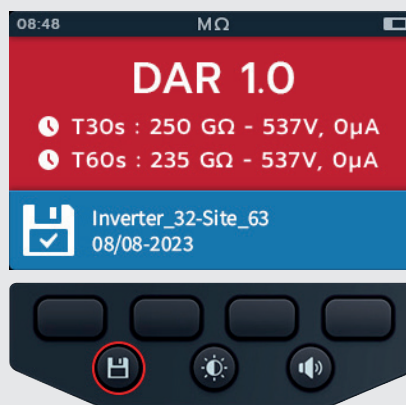 08:48 MΩ
DAR 1.0
T30s : 250 GΩ - 537V, 0µA
T60s : 235 GΩ - 537V, 0µA
Inverter_32-Site_63
08/08-2023